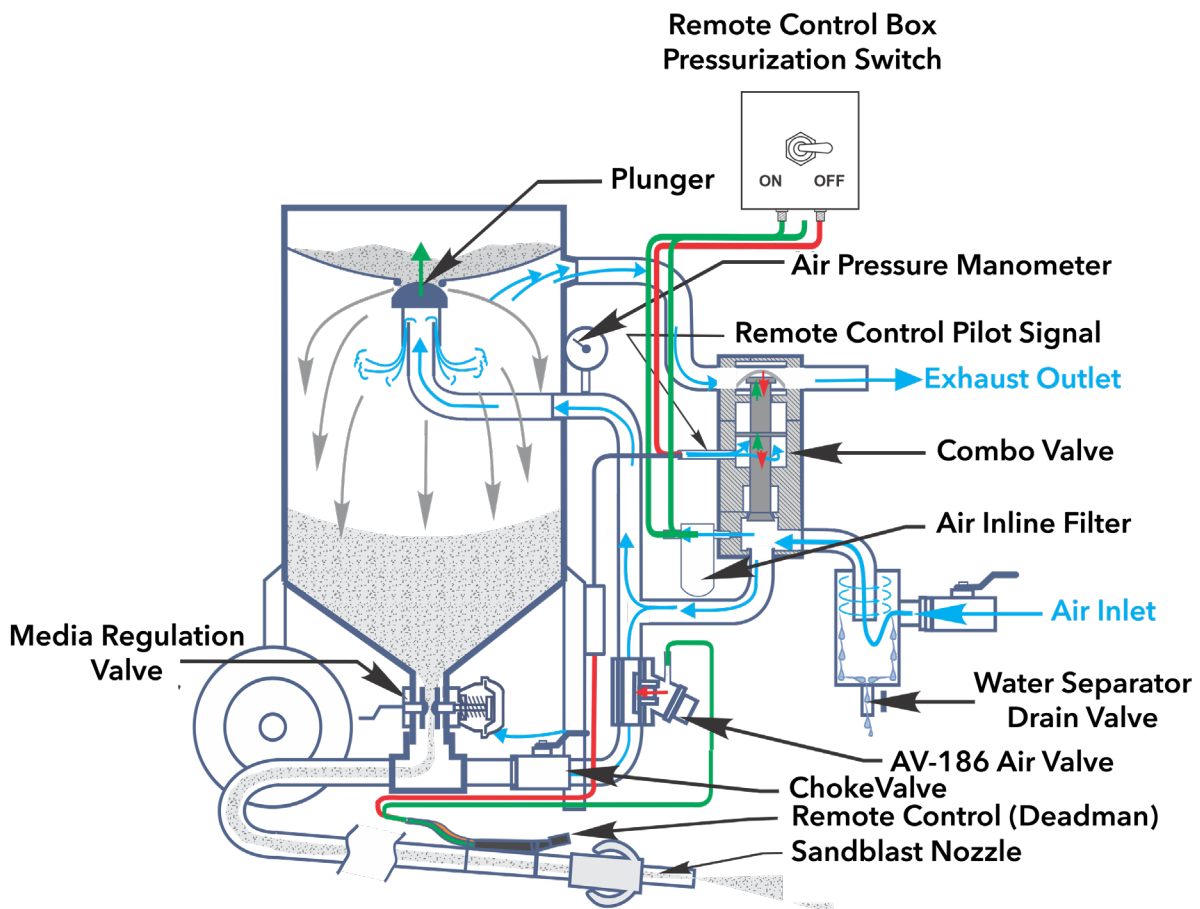 Remote Control Box
Pressurization Switch
ON OFF
Plunger
Air Pressure Manometer
Remote Control Pilot Signal
Exhaust Outlet
Combo Valve
Air Inline Filter
Air Inlet
Media Regulation
Valve
Water Separator
Drain Valve
AV-186 Air Valve
ChokeValve
Remote Control (Deadman)
Sandblast Nozzle